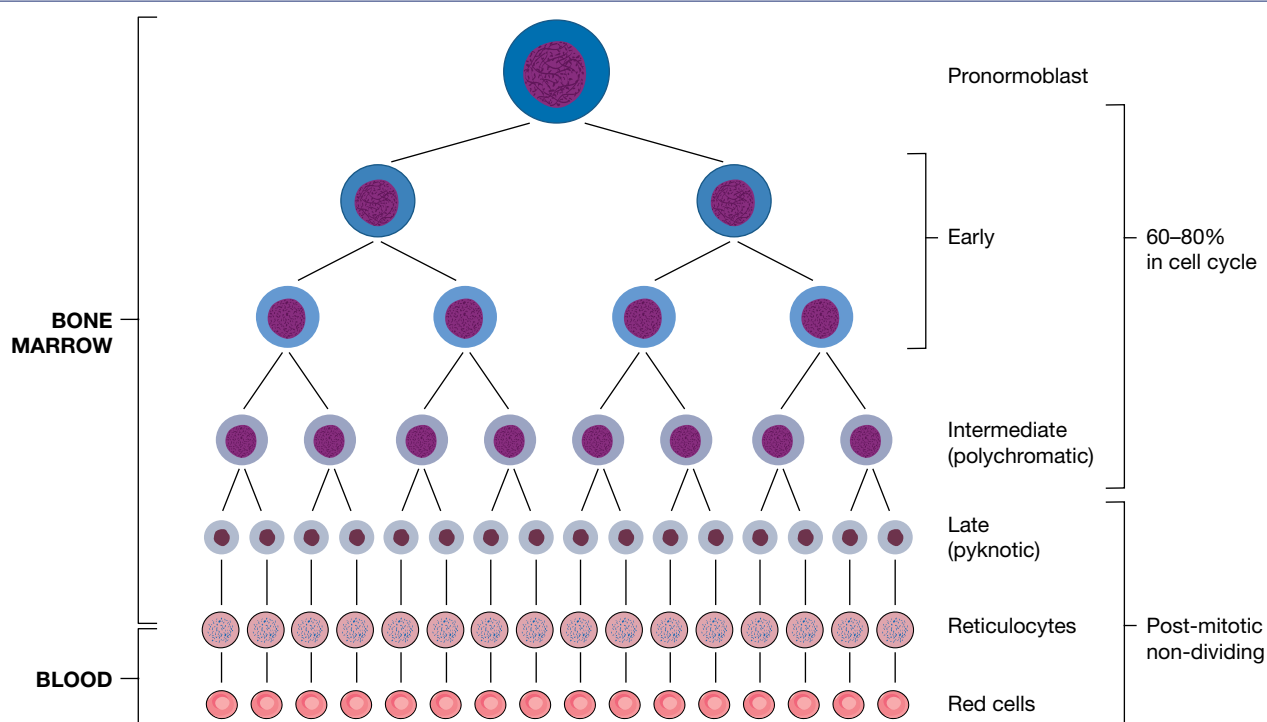 Pronormoblast
Early
60–80%
in cell cycle
BONE
MARROW
Intermediate
(polychromatic)
Late
(pyknotic)
Reticulocytes
Post-mitotic
non-dividing
BLOOD
Red cells